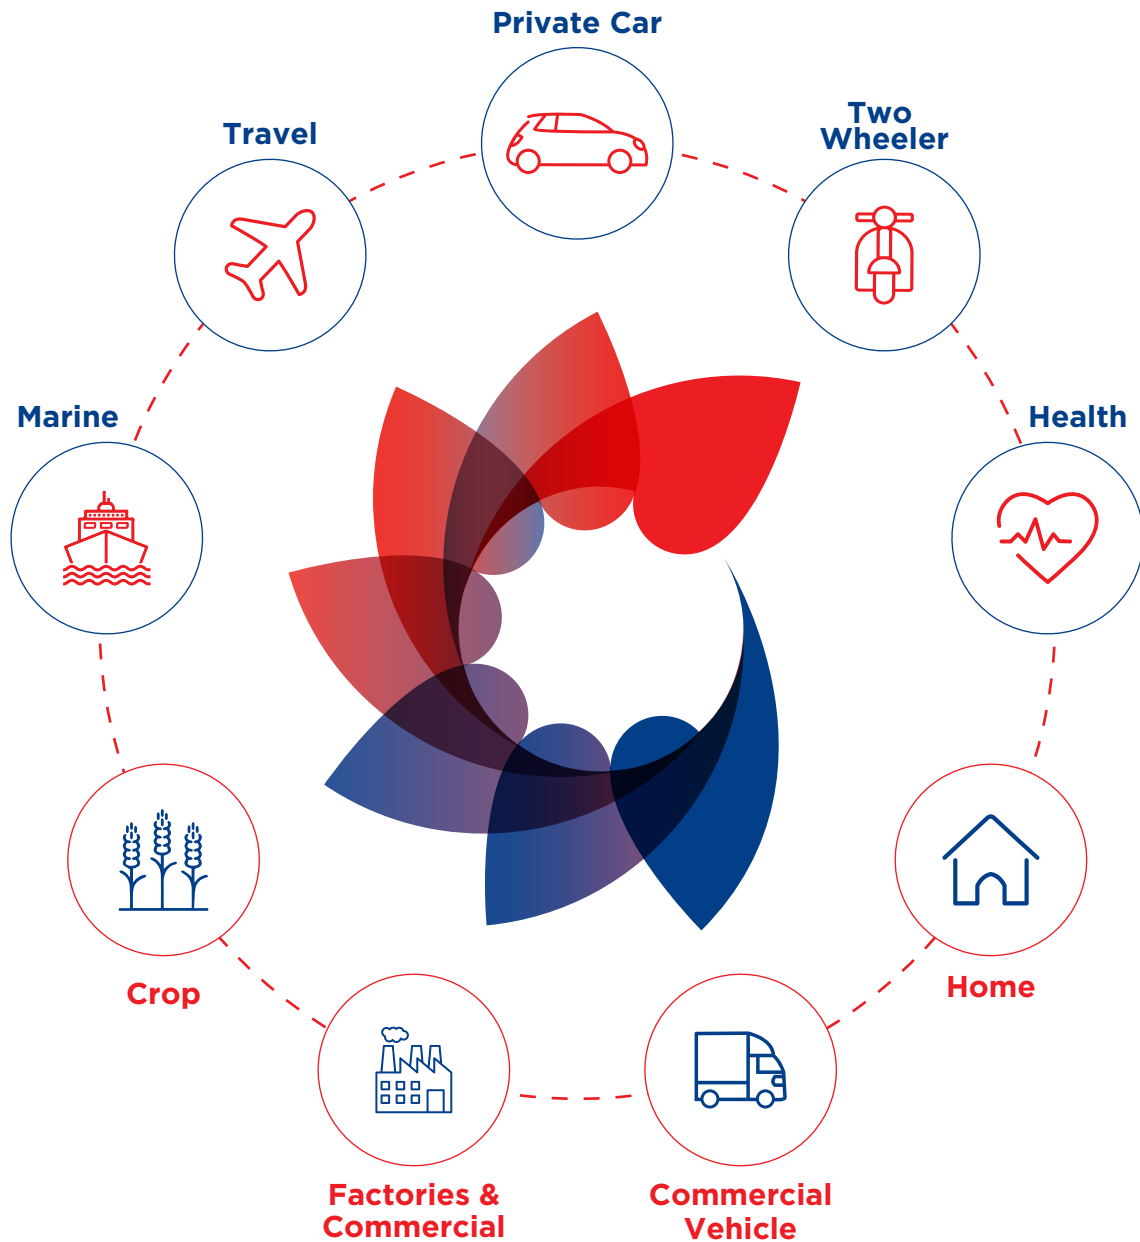 Private Car
Two
Wheeler
Travel
Health
Marine
Home
Crop
Commercial
Vehicle
Factories &
Commercial